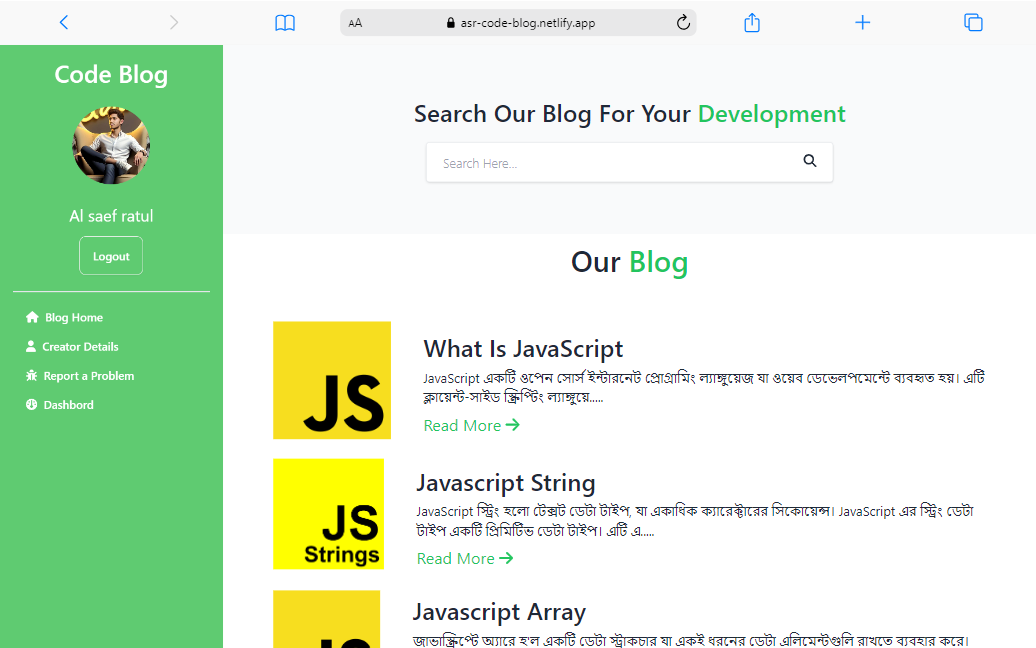 AA asr-code-blog.netlify.app
Code Blog
Al saef ratul
Logout
Blog Home
Creator Details
Report a Problem
Dashbord
Search Our Blog For Your Development
Search Here...
Our Blog
JS
What Is JavaScript
JavaScript একটি ওপেন সোর্স ইন্টারনেট প্রোগ্রামিং ল্যাঙ্গুয়েজ যা ওয়েব ডেভেলপমেন্টে ব্যবহৃত হয়। এটি
ক্লায়েন্ট-সাইড স্ক্রিপ্টিং ল্যাঙ্গুয়ে.....
Read More
JS
Strings
Javascript String
JavaScript স্ট্রিং হলো টেক্সট ডেটা টাইপ, যা একাধিক ক্যারেক্টারের সিকোয়েন্স। JavaScript এর স্ট্রিং ডেটা
টাইপ একটি প্রিমিটিভ ডেটা টাইপ। এটি এ.....
Read More
JS
Javascript Array
জাভাস্ক্রিপ্টে অ্যারে হ'ল একটি ডেটা স্ট্রাকচার যা একই ধরনের ডেটা এলিমেন্টগুলি রাখতে ব্যবহার করে।